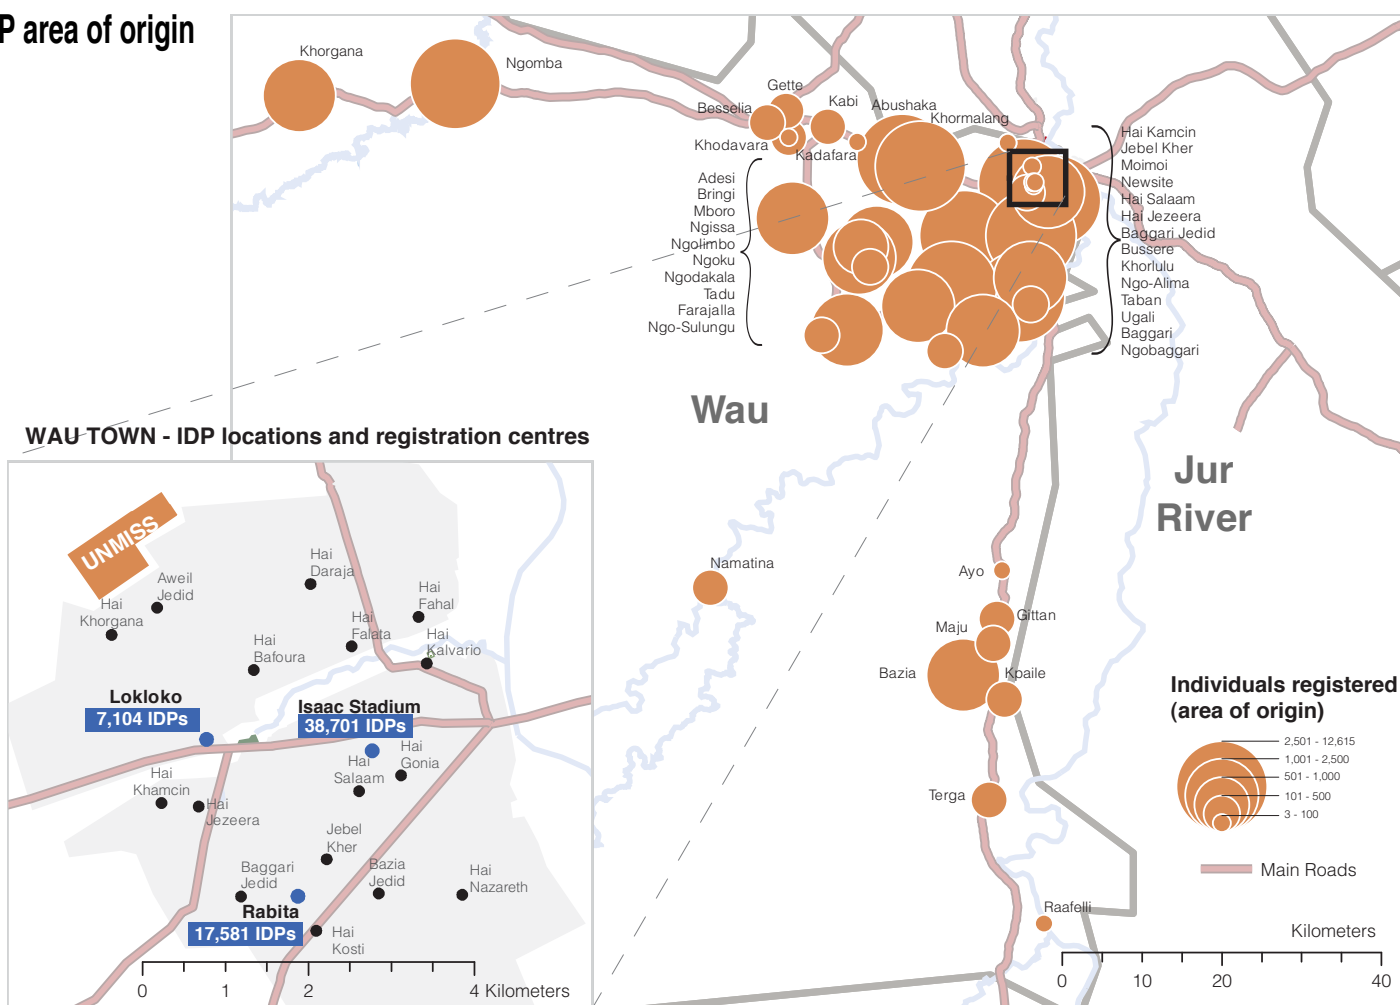 P area of origin
Khorgana
Ngomba
Gette
Besselia
Kabi
Abushaka
Khormalang
Khodavara
Kadafara
Adesi
Bringi
Mboro
Ngissa
Ngolimbo
Ngoku
Ngodakala
Tadu
Farajalla
Ngo-Sulungu
Hai Kamcin
Jebel Kher
Moimoi
Newsite
Hai Salaam
Hai Jezeera
Baggari Jedid
Bussere
Khorlulu
Ngo-Alima
Taban
Ugali
Baggari
Ngobaggari
Wau
Jur
River
Namatina
Ayo
Gittan
Maju
Bazia
Kpaile
Terga
Raafelli
WAU TOWN - IDP locations and registration centres
UNMISS
Aweil
Jedid
Hai
Khorgana
Hai
Daraja
Hai
Fahal
Hai
Falata
Hai
Kalvario
Hai
Bafoura
Lokloko
7,104 IDPs
Isaac Stadium
38,701 IDPs
Hai
Gonia
Hai
Salaam
Hai
Khamcin
Hai
Jezeera
Jebel
Kher
Baggari
Jedid
Bazia
Jedid
Hai
Nazareth
Rabita
17,581 IDPs
Hai
Kosti
0 1 2 4 Kilometers
Individuals registered
(area of origin)
2,501 - 12,615
1,001 - 2,500
501 - 1,000
101 - 500
3 - 100
Main Roads
Kilometers
0 10 20 40